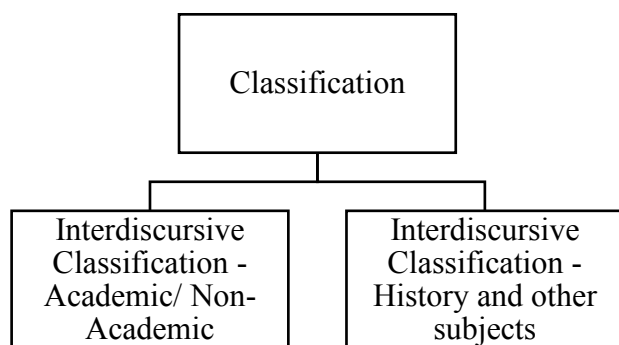 Classification
Interdiscursive
Classification -
Academic/ Non-
Academic
Interdiscursive
Classification -
History and other
subjects